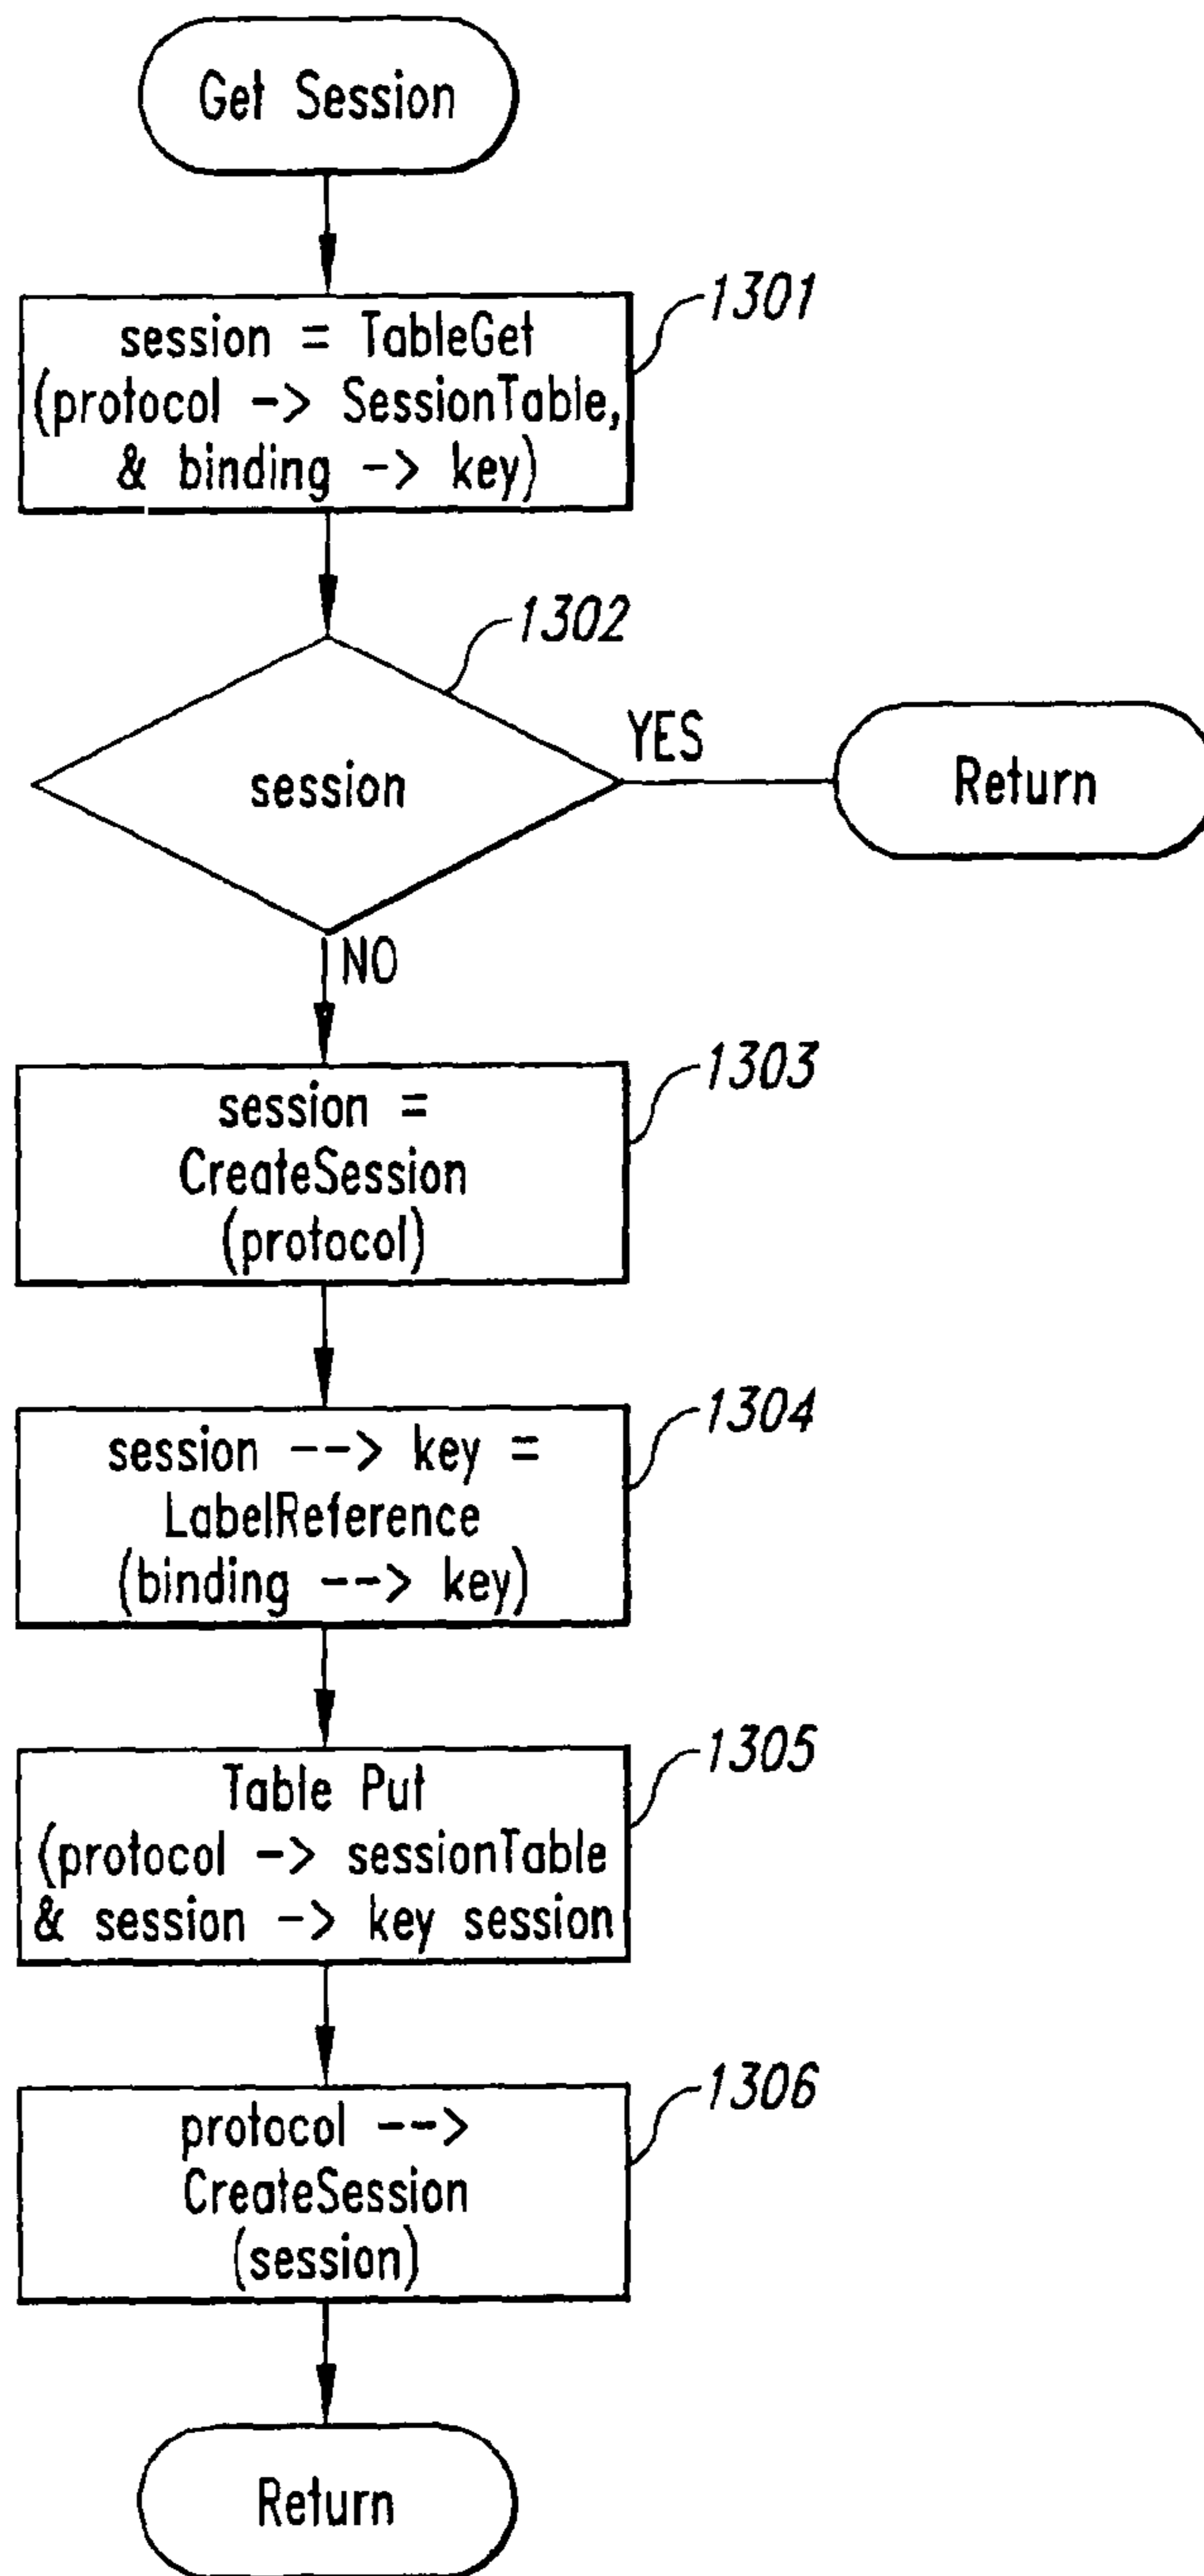 Get Session
1301
session = TableGet
(protocol -> SessionTable,
& binding -> key)
1302
session
YES
Return
NO
1303
session =
CreateSession
(protocol)
1304
session --> key =
LabelReference
(binding --> key)
1305
Table Put
(protocol -> sessionTable
& session -> key session
1306
protocol -->
CreateSession
(session)
Return